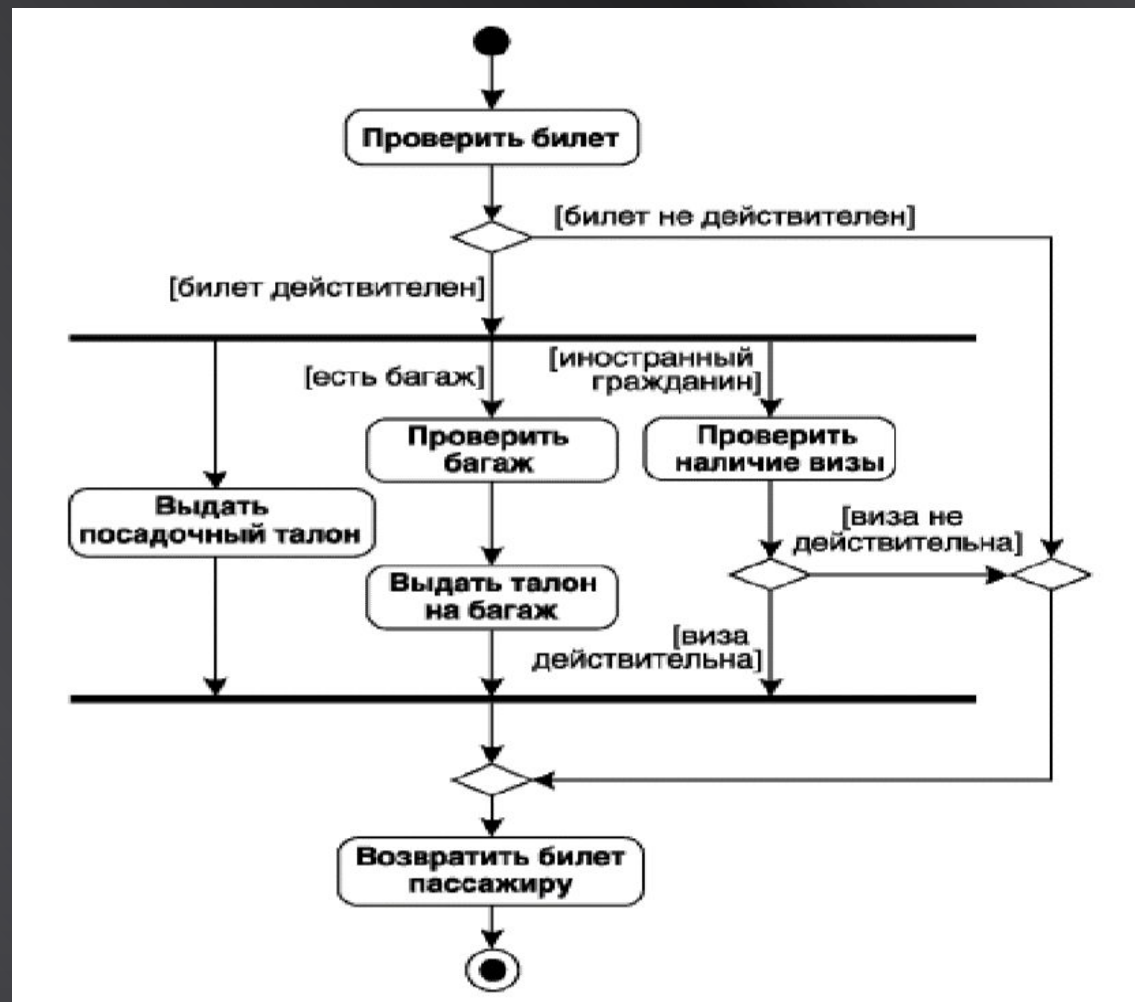 Проверить билет
[билет не действителен]
[билет действителен]
[есть багаж]
[иностранный
гражданин]
Проверить
багаж
Проверить
наличие визы
Выдать
посадочный талон
[виза не
действительна]
Выдать талон
на багаж
[виза
действительна]
Возвратить билет
пассажиру